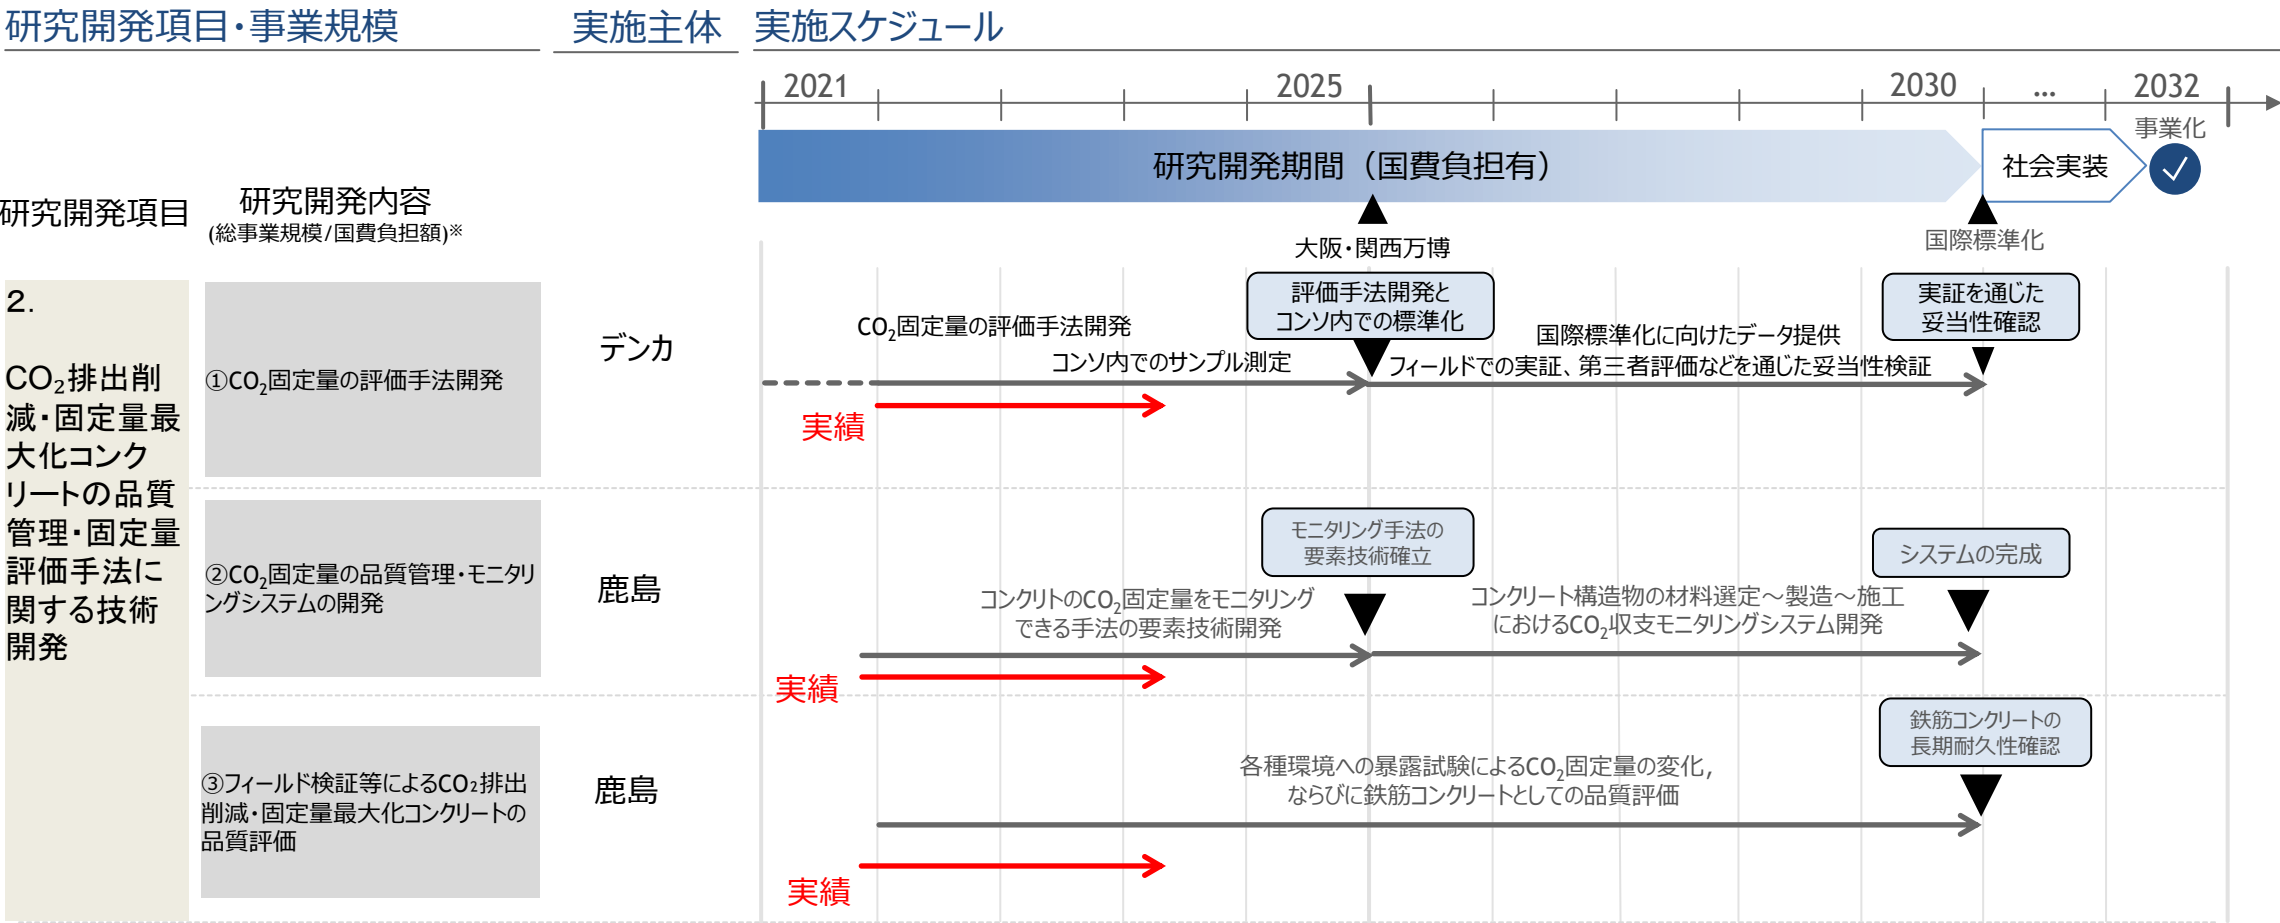 研究開発項目・事業規模
実施主体
実施スケジュール
2021
2025
2030
...
2032
事業化
研究開発期間（国費負担有）
社会実装
研究開発項目
研究開発内容
(総事業規模/国費負担額)※
大阪・関西万博
国際標準化
2.
CO₂排出削
減・固定量最
大化コンク
リートの品質
管理・固定量
評価手法に
関する技術
開発
①CO₂固定量の評価手法開発
デンカ
CO₂固定量の評価手法開発
コンソ内でのサンプル測定
評価手法開発と
コンソ内での標準化
国際標準化に向けたデータ提供
フィールドでの実証、第三者評価などを通じた妥当性検証
実証を通じた
妥当性確認
実績
②CO₂固定量の品質管理・モニタリ
ングシステムの開発
鹿島
コンクリトのCO₂固定量をモニタリング
できる手法の要素技術開発
モニタリング手法の
要素技術確立
コンクリート構造物の材料選定～製造～施工
におけるCO₂収支モニタリングシステム開発
システムの完成
実績
③フィールド検証等によるCO₂排出
削減・固定量最大化コンクリートの
品質評価
鹿島
各種環境への暴露試験によるCO₂固定量の変化,
ならびに鉄筋コンクリートとしての品質評価
鉄筋コンクリートの
長期耐久性確認
実績